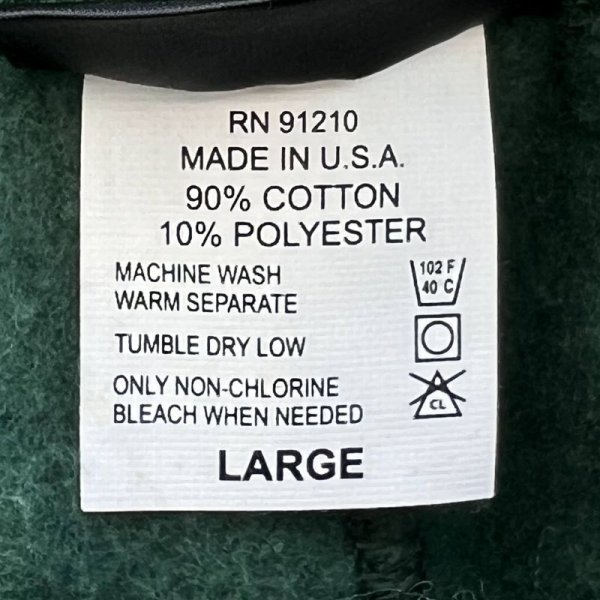 RN 91210
MADE IN U.S.A.
90% COTTON
10% POLYESTER
MACHINE WASH
WARM SEPARATE
102 F
40 C
TUMBLE DRY LOW
ONLY NON-CHLORINE
BLEACH WHEN NEEDED
CL
LARGE